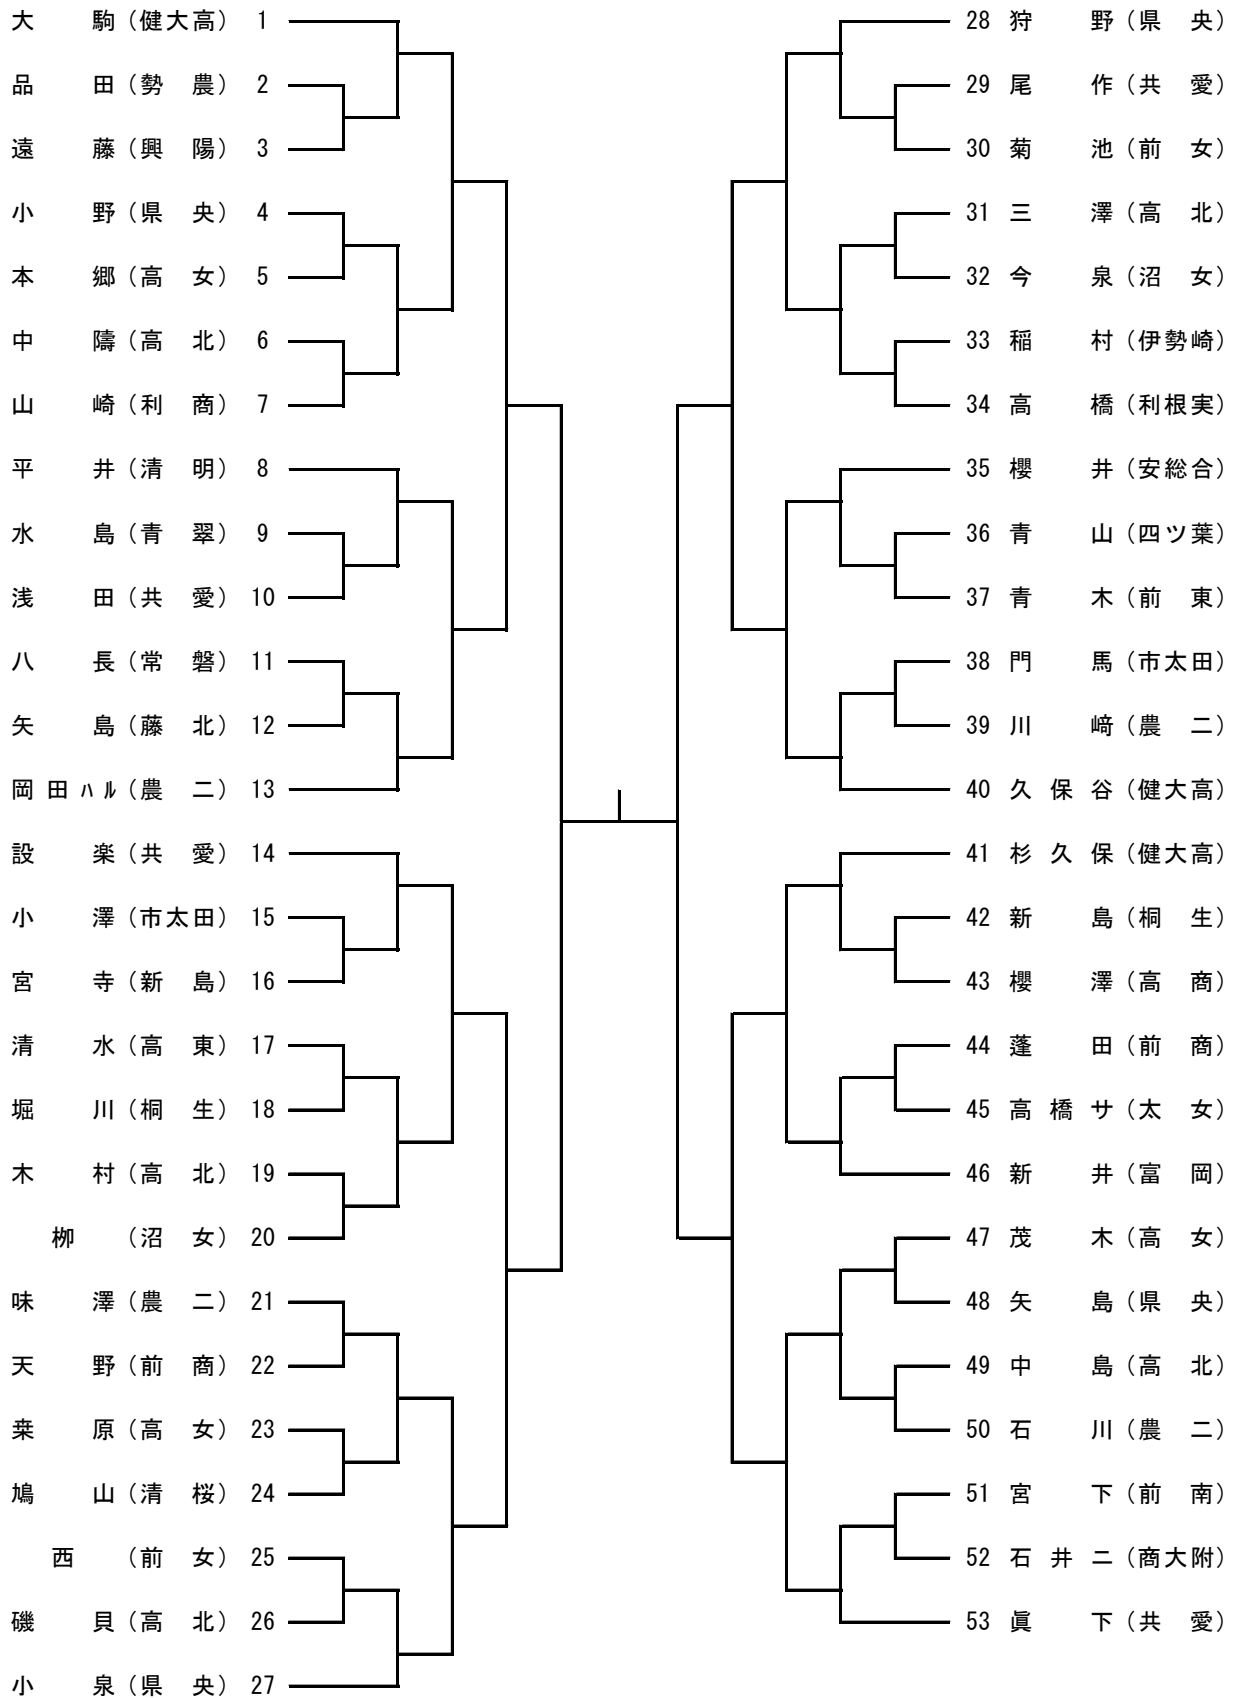 大駒（健大高） 1
品田（勢農） 2
遠藤（興陽） 3
小野（県央） 4
本郷（高女） 5
中隯（高北） 6
山崎（利商） 7
平井（清明） 8
水島（青翠） 9
浅田（共愛） 10
八長（常磐） 11
矢島（藤北） 12
岡田ﾊﾙ（農二） 13
設楽（共愛） 14
小澤（市太田） 15
宮寺（新島） 16
清水（高東） 17
堀川（桐生） 18
木村（高北） 19
栁（沼女） 20
味澤（農二） 21
天野（前商） 22
桒原（高女） 23
鳩山（清桜） 24
西（前女） 25
磯貝（高北） 26
小泉（県央） 27
28 狩野（県央）
29 尾作（共愛）
30 菊池（前女）
31 三澤（高北）
32 今泉（沼女）
33 稲村（伊勢崎）
34 高橋（利根実）
35 櫻井（安総合）
36 青山（四ツ葉）
37 青木（前東）
38 門馬（市太田）
39 川﨑（農二）
40 久保谷（健大高）
41 杉久保（健大高）
42 新島（桐生）
43 櫻澤（高商）
44 蓬田（前商）
45 高橋サ（太女）
46 新井（富岡）
47 茂木（高女）
48 矢島（県央）
49 中島（高北）
50 石川（農二）
51 宮下（前南）
52 石井ニ（商大附）
53 眞下（共愛）